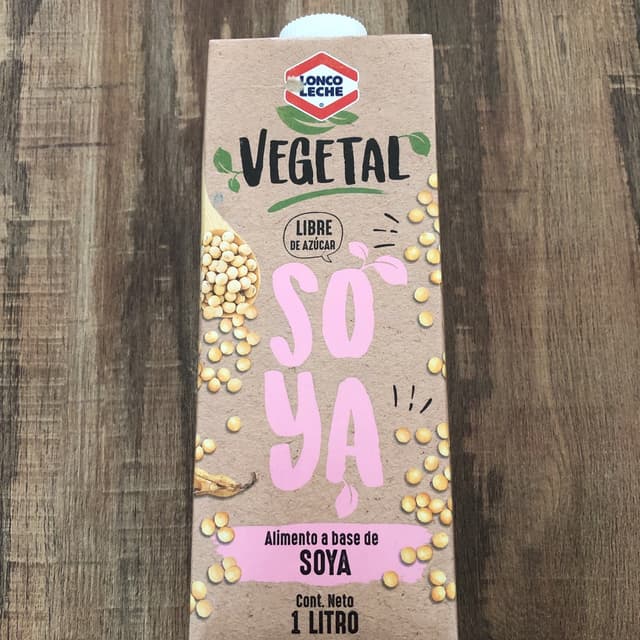 LONCO
LECHE
VEGETAL
LIBRE
DE AZÚCAR
SO
YA
Alimento a base de
SOYA
Cont. Neto
1 LITRO